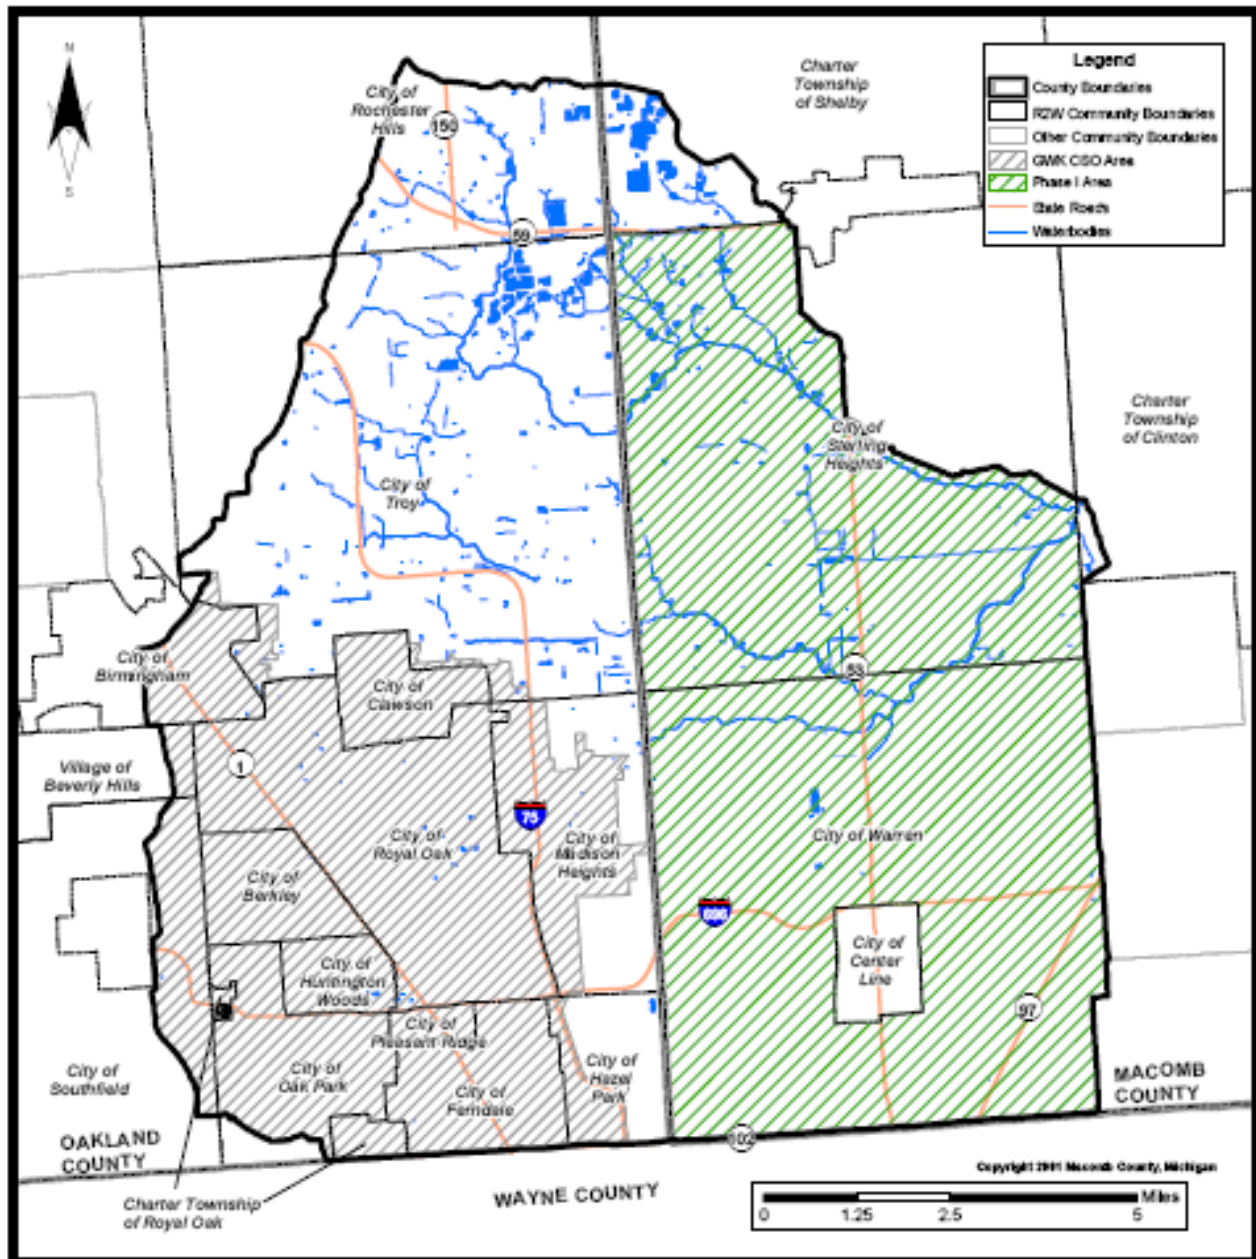 N
S
Legend
County Boundaries
R2W Community Boundaries
Other Community Boundaries
GWK CSO Area
Phase I Area
State Roads
Waterbodies
Charter
Township
of Shelby
City of
Rochester
Hills
150
59
Charter
Township
of Clinton
City of
Sterling
Heights
City of
Troy
City of
Birmingham
City of
Clawson
53
Village of
Beverly Hills
1
75
City of
Royal Oak
City of
Madison
Heights
City of Warren
City of
Berkley
696
City of
Center
Line
City of
Huntington
Woods
97
City of
Pleasant Ridge
City of
Southfield
City of
Oak Park
City of
Ferndale
City of
Hazel
Park
MACOMB
COUNTY
OAKLAND
COUNTY
102
WAYNE COUNTY
Charter Township
of Royal Oak
Copyright 2001 Macomb County, Michigan
Miles
0 1.25 2.5 5